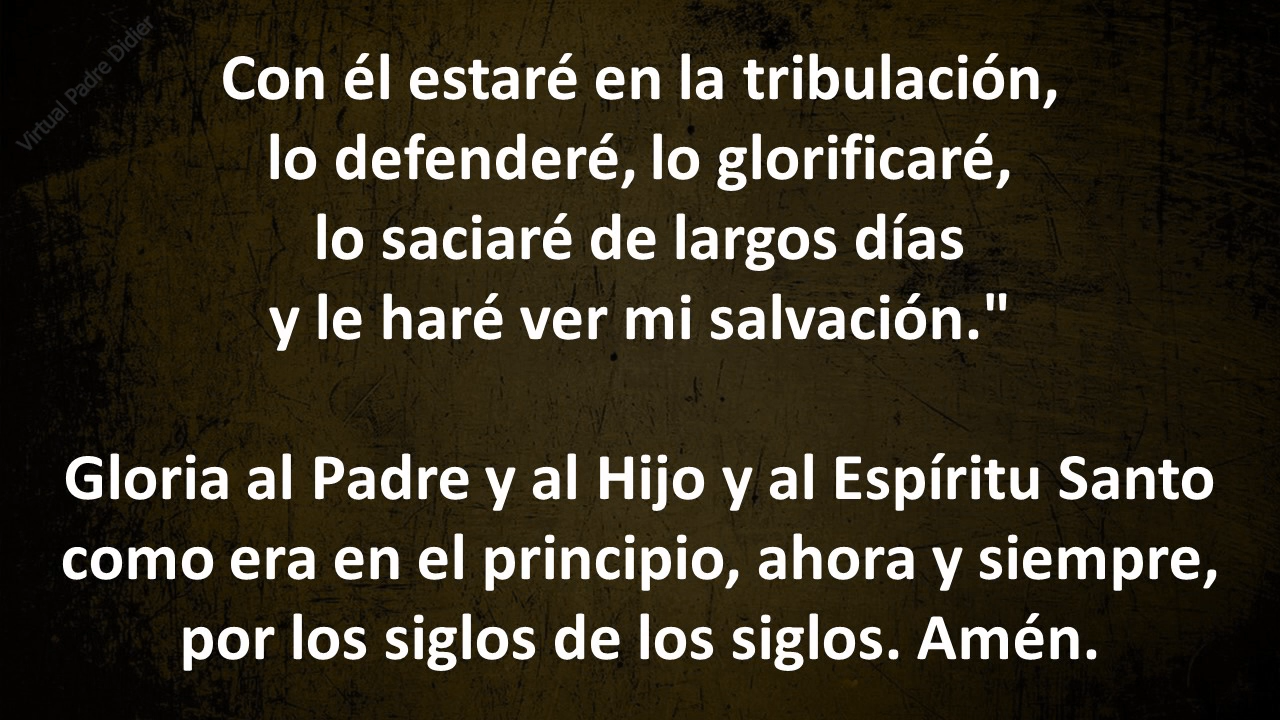 Virtual Padre Didier
Con él estaré en la tribulación,
lo defenderé, lo glorificaré,
lo saciaré de largos días
y le haré ver mi salvación."
Gloria al Padre y al Hijo y al Espíritu Santo
como era en el principio, ahora y siempre,
por los siglos de los siglos. Amén.